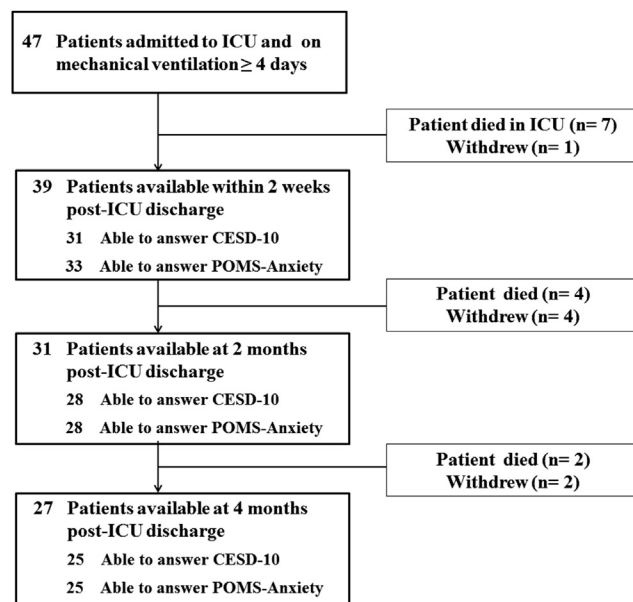 47 Patients admitted to ICU and on
mechanical ventilation ≥ 4 days
Patient died in ICU (n= 7)
Withdrew (n= 1)
39 Patients available within 2 weeks
post-ICU discharge
31 Able to answer CESD-10
33 Able to answer POMS-Anxiety
Patient died (n= 4)
Withdrew (n= 4)
31 Patients available at 2 months
post-ICU discharge
28 Able to answer CESD-10
28 Able to answer POMS-Anxiety
Patient died (n= 2)
Withdrew (n= 2)
27 Patients available at 4 months
post-ICU discharge
25 Able to answer CESD-10
25 Able to answer POMS-Anxiety